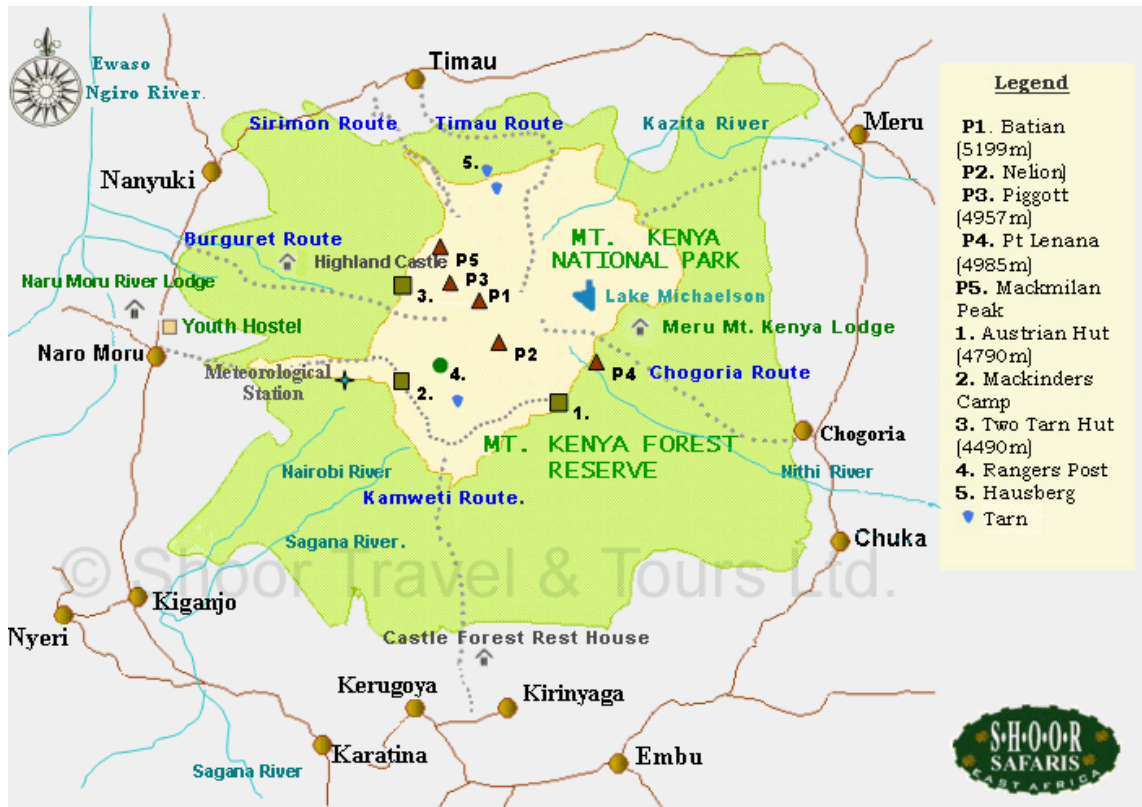 Ewaso
Ngiro River.
Timau
Sirimon Route
Timau Route
Kazita River
Meru
5.
Nanyuki
Burguret Route
MT. KENYA
NATIONAL PARK
Highland Castle
P5
Naru Moru River Lodge
P3
3.
P1
Lake Michaelson
Youth Hostel
Meru Mt. Kenya Lodge
Naro Moru
P2
Meteorological
Station
4.
P4
Chogoria Route
2.
1.
Chogoria
MT. KENYA FOREST
RESERVE
Nairobi River
Nithi River
Kamweti Route.
Sagana River.
Chuka
© Shoor Travel & Tours Ltd.
Kiganjo
Nyeri
Castle Forest Rest House
Kerugoya
Kirinyaga
Karatina
Embu
Sagana River
Legend
P1. Batian
(5199m)
P2. Nelion)
P3. Piggott
(4957m)
P4. Pt Lenana
(4985m)
P5. Mackmilan
Peak
1. Austrian Hut
(4790m)
2. Mackinders
Camp
3. Two Tarn Hut
(4490m)
4. Rangers Post
5. Hausberg
Tarn
S·H·O·O·R
SAFARIS
EAST AFRICA